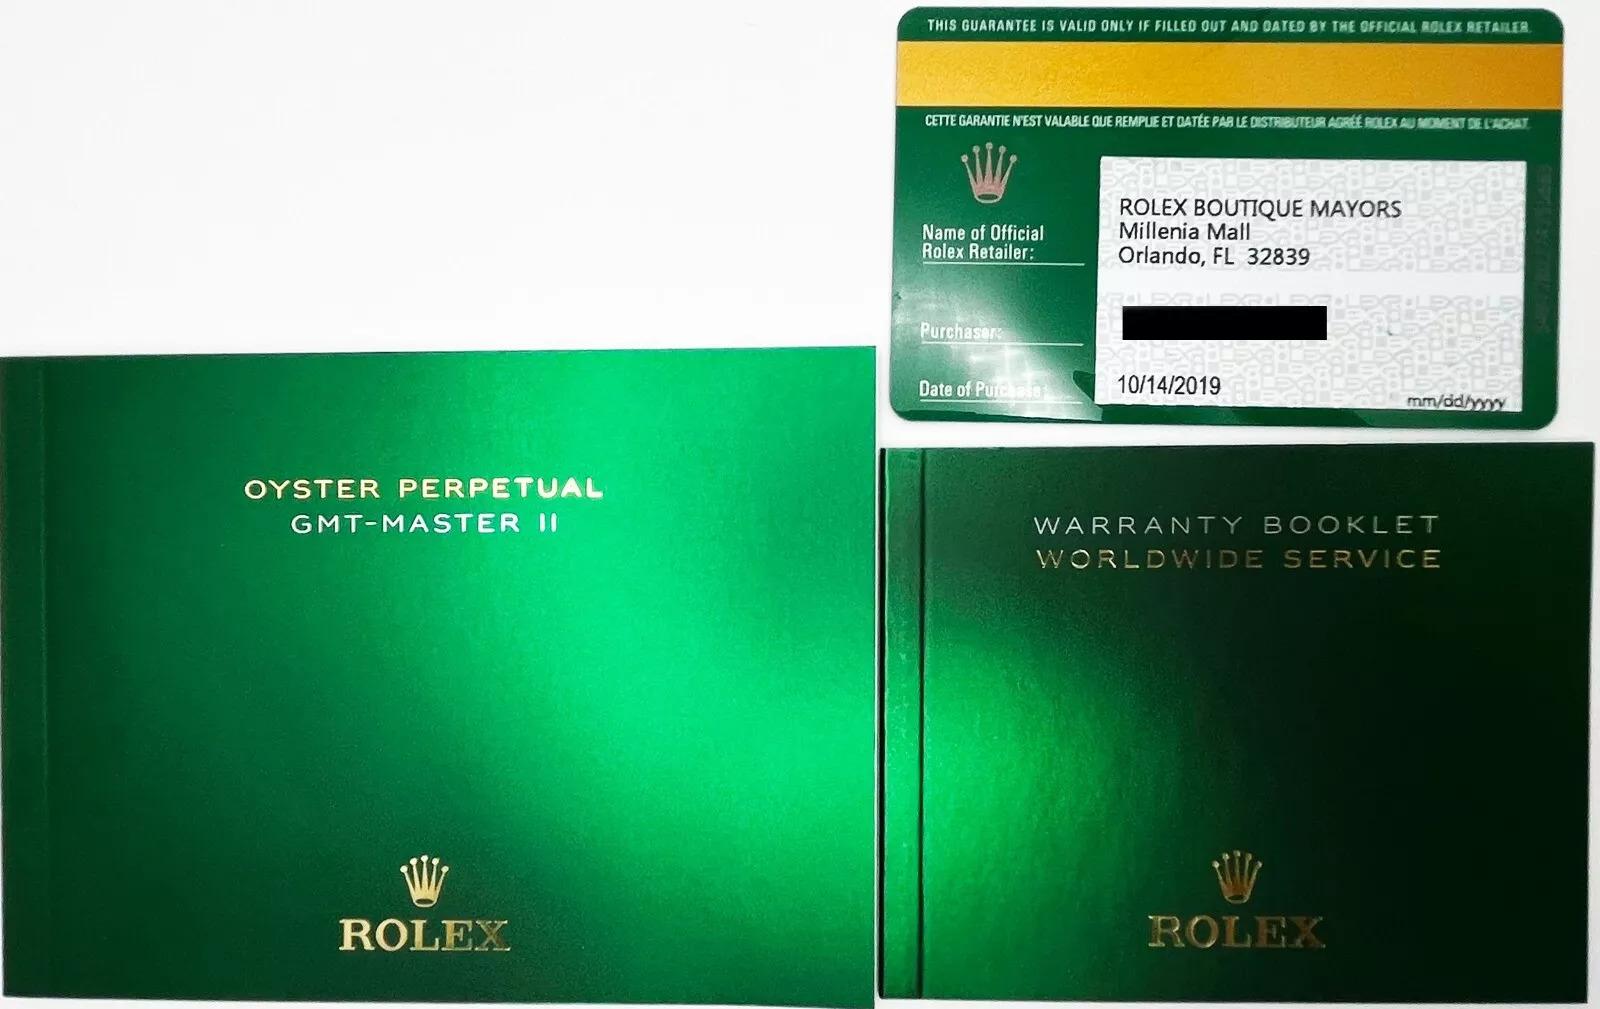 THIS GUARANTEE IS VALID ONLY IF FILLED OUT AND DATED BY THE OFFICIAL ROLEX RETAILER.
CETTE GARANTIE N'EST VALABLE QUE REMPLIE ET DATÉE PAR LE DISTRIBUTEUR AGRÉÉ ROLEX AU MOMENT DE L'ACHAT.
Name of Official
Rolex Retailer:
ROLEX BOUTIQUE MAYORS
Millenia Mall
Orlando, FL 32839
Purchaser:
Date of Purchase:
10/14/2019
mm/dd/yyyy
OYSTER PERPETUAL
GMT-MASTER II
ROLEX
WARRANTY BOOKLET
WORLDWIDE SERVICE
ROLEX